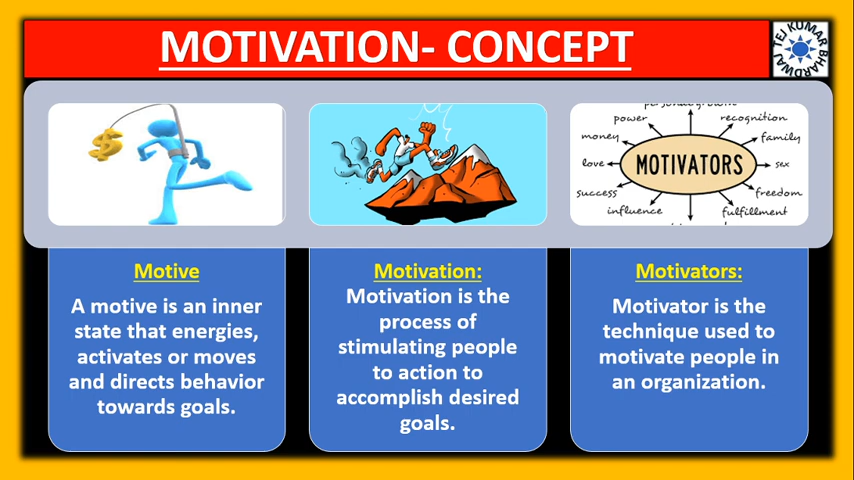 MOTIVATION- CONCEPT
TEJ KUMAR BHARDWAJ
$
power
recognition
money
family
love
MOTIVATORS
sex
success
freedom
influence
fulfillment
Motive
A motive is an inner
state that energies,
activates or moves
and directs behavior
towards goals.
Motivation:
Motivation is the
process of
stimulating people
to action to
accomplish desired
goals.
Motivators:
Motivator is the
technique used to
motivate people in
an organization.